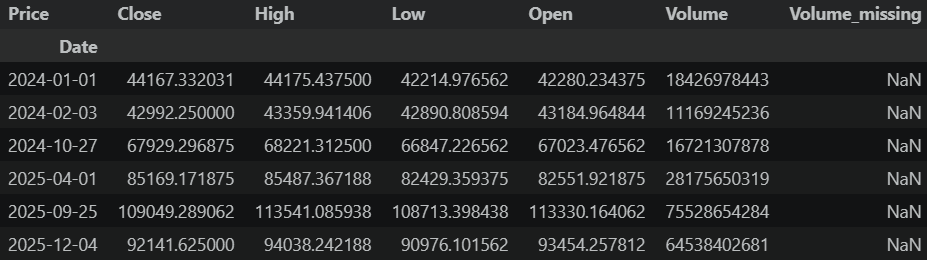 Price Close High Low Open Volume Volume_missing
Date
2024-01-01 44167.332031 44175.437500 42214.976562 42280.234375 18426978443 NaN
2024-02-03 42992.250000 43359.941406 42890.808594 43184.964844 11169245236 NaN
2024-10-27 67929.296875 68221.312500 66847.226562 67023.476562 16721307878 NaN
2025-04-01 85169.171875 85487.367188 82429.359375 82551.921875 28175650319 NaN
2025-09-25 109049.289062 113541.085938 108713.398438 113330.164062 75528654284 NaN
2025-12-04 92141.625000 94038.242188 90976.101562 93454.257812 64538402681 NaN